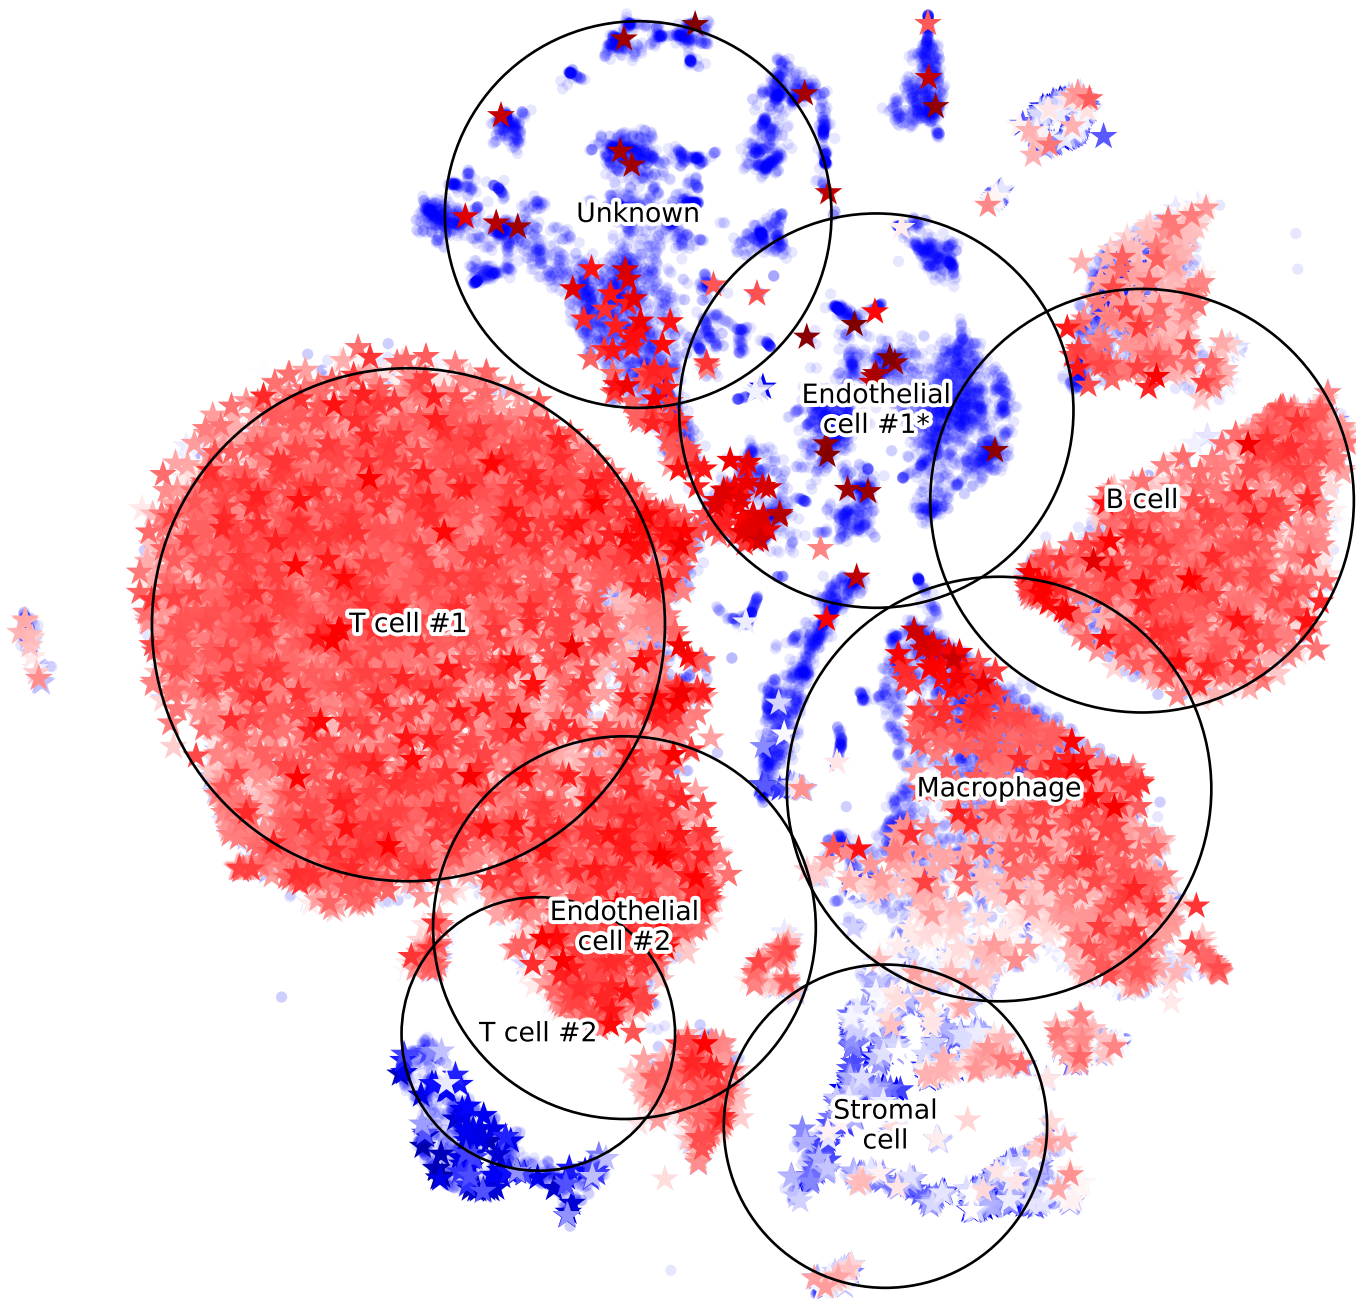 Unknown
Endothelial
cell #1*
B cell
T cell #1
Macrophage
Endothelial
cell #2
T cell #2
Stromal
cell